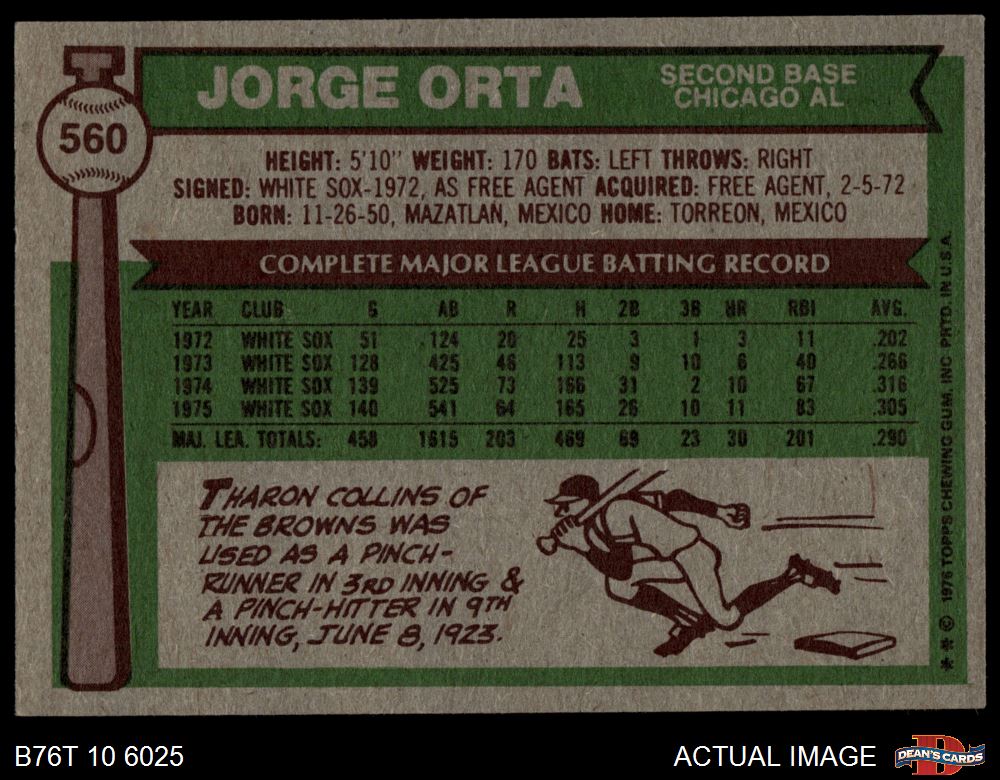 JORGE ORTA
SECOND BASE
CHICAGO AL
560
HEIGHT: 5'10" WEIGHT: 170 BATS: LEFT THROWS: RIGHT
SIGNED: WHITE SOX-1972, AS FREE AGENT ACQUIRED: FREE AGENT, 2-5-72
BORN: 11-26-50, MAZATLAN, MEXICO HOME: TORREON, MEXICO
COMPLETE MAJOR LEAGUE BATTING RECORD
YEAR CLUB G AB R H 2B 3B HR RBI AVG.
1972 WHITE SOX 51 124 20 25 3 1 3 11 .202
1973 WHITE SOX 128 425 46 113 9 10 6 40 .266
1974 WHITE SOX 139 525 73 166 31 2 10 67 .316
1975 WHITE SOX 140 541 64 165 26 10 11 83 .305
MAJ. LEA. TOTALS: 458 1615 203 469 69 23 30 201 .290
THARON COLLINS OF
THE BROWNS WAS
USED AS A PINCH-
RUNNER IN 3RD INNING &
A PINCH-HITTER IN 9TH
INNING, JUNE 8, 1923.
** © 1976 TOPPS CHEWING GUM, INC. PRTD. IN U.S.A.
B76T 10 6025
ACTUAL IMAGE
DEAN'S CARDS